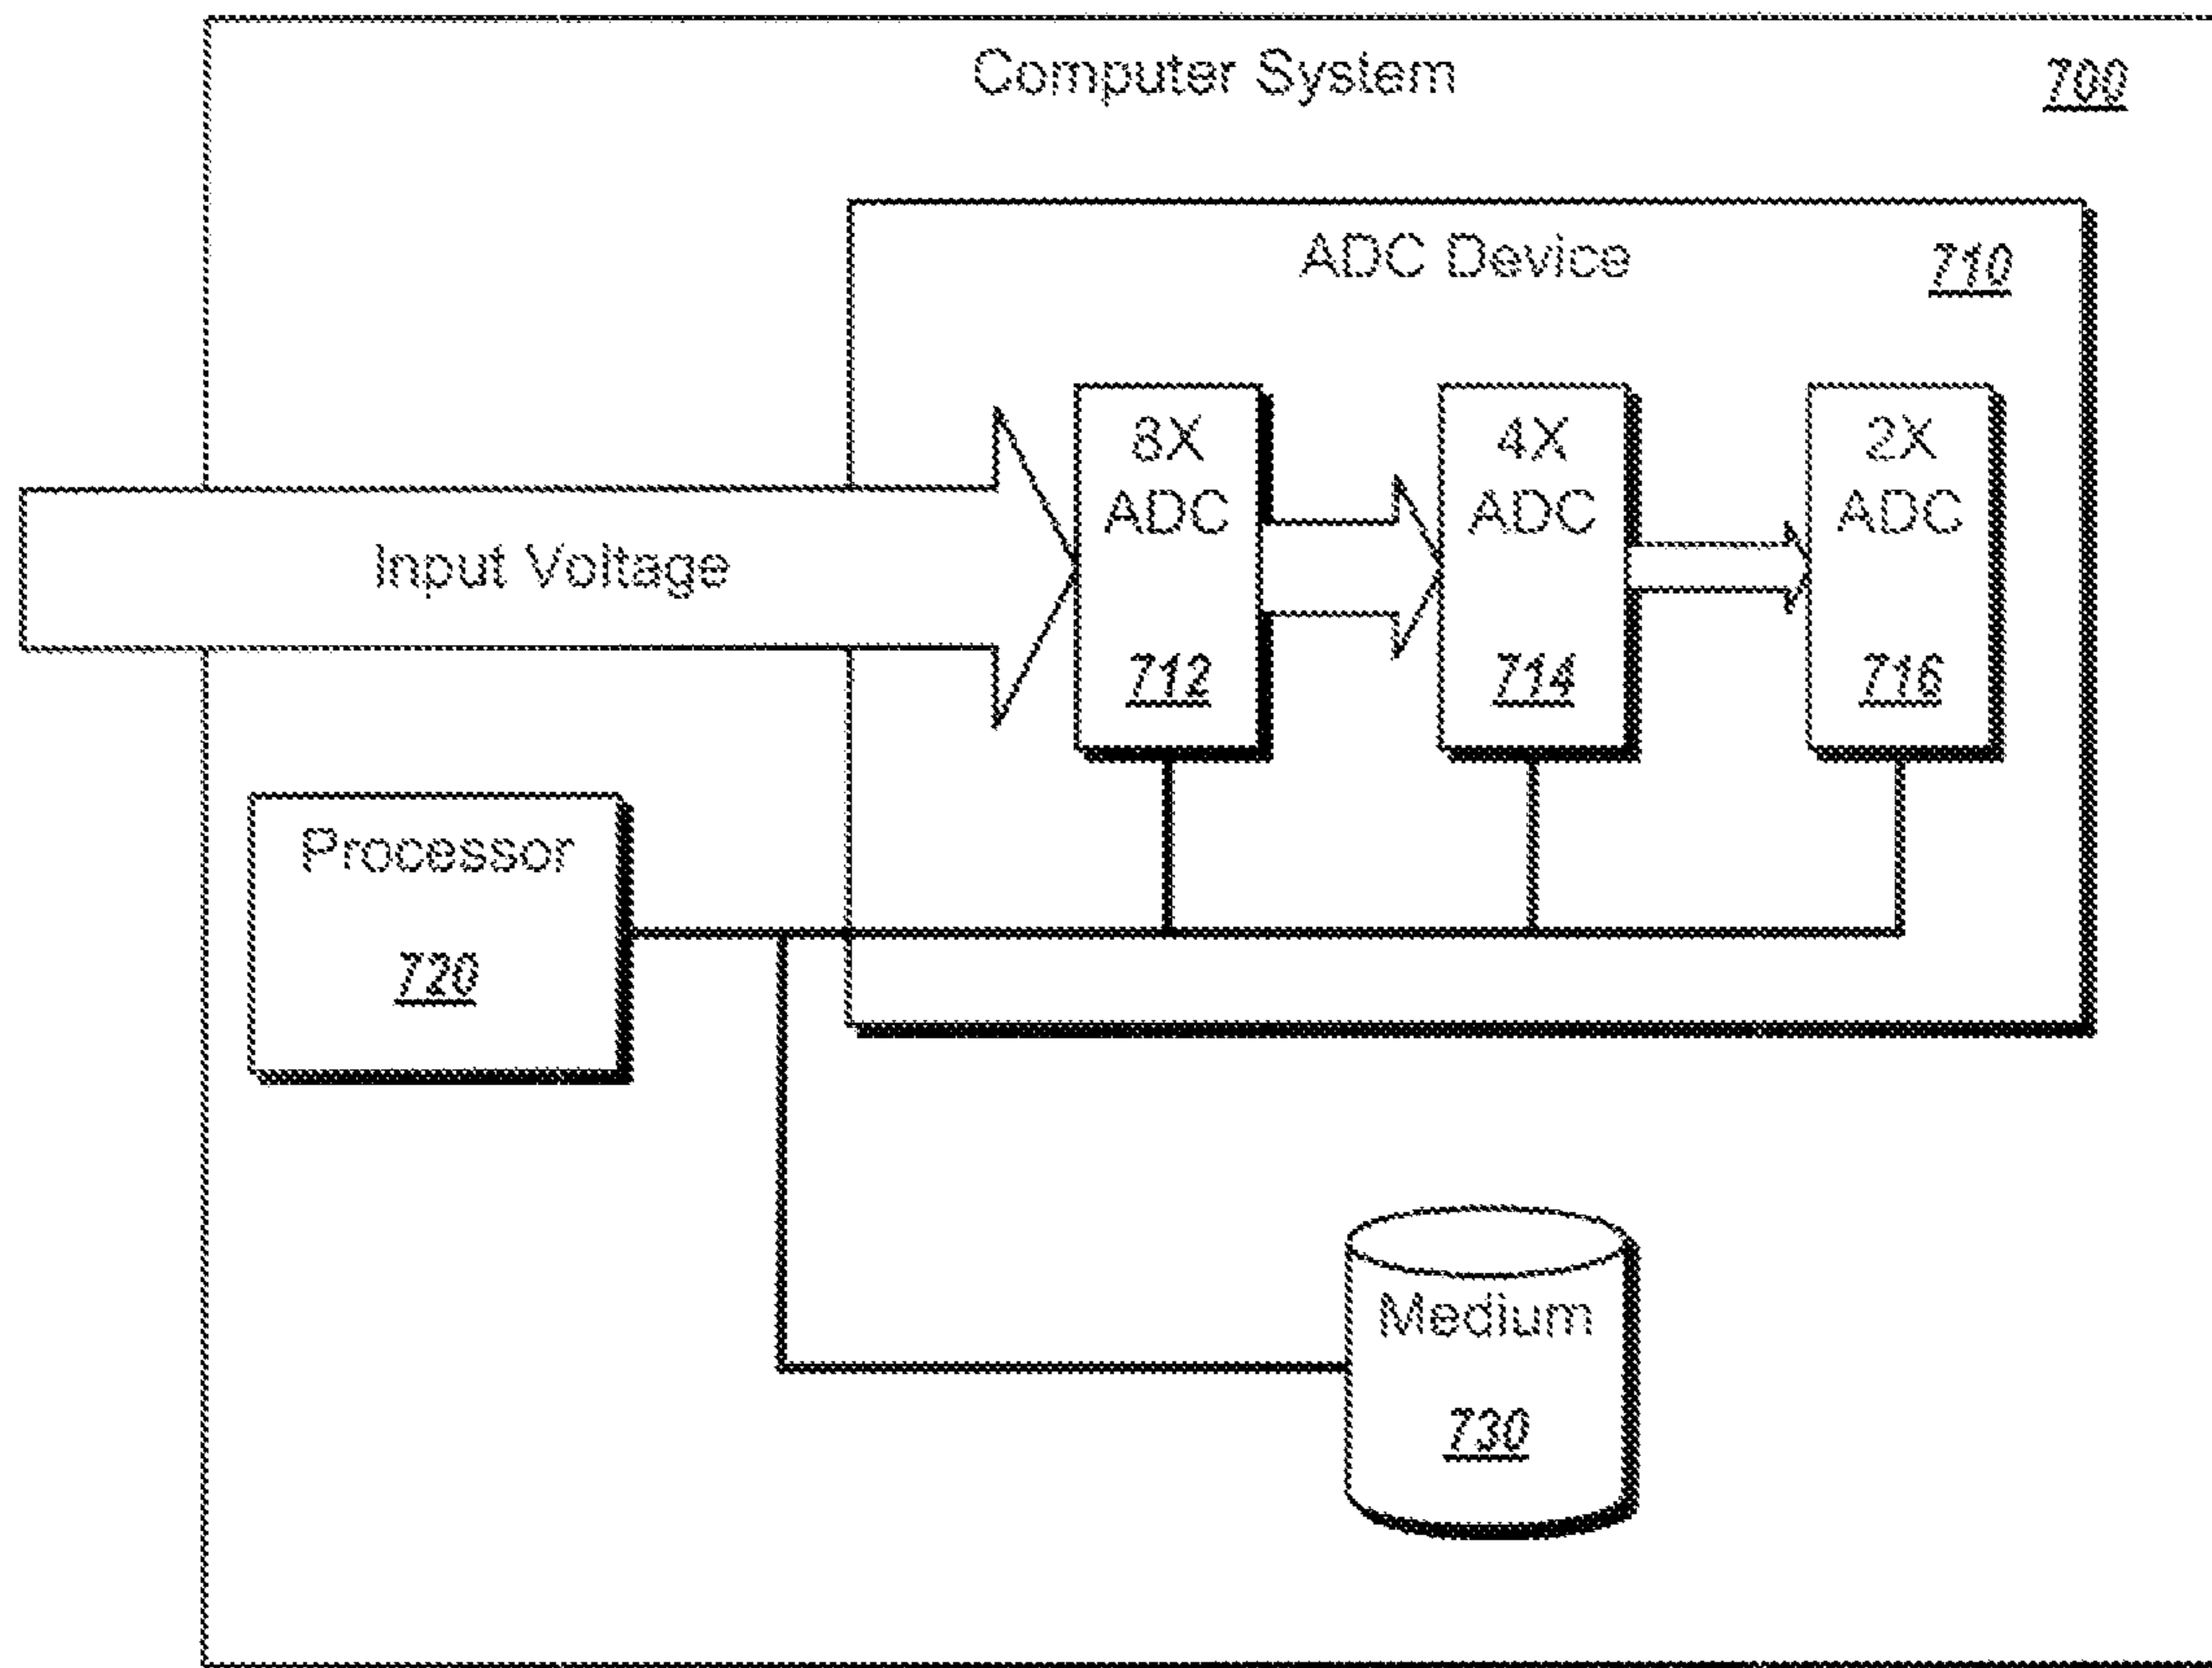 Computer System
700
ADC Device
710
8X
ADC
712
4X
ADC
714
2X
ADC
716
Input Voltage
Processor
720
Medium
730